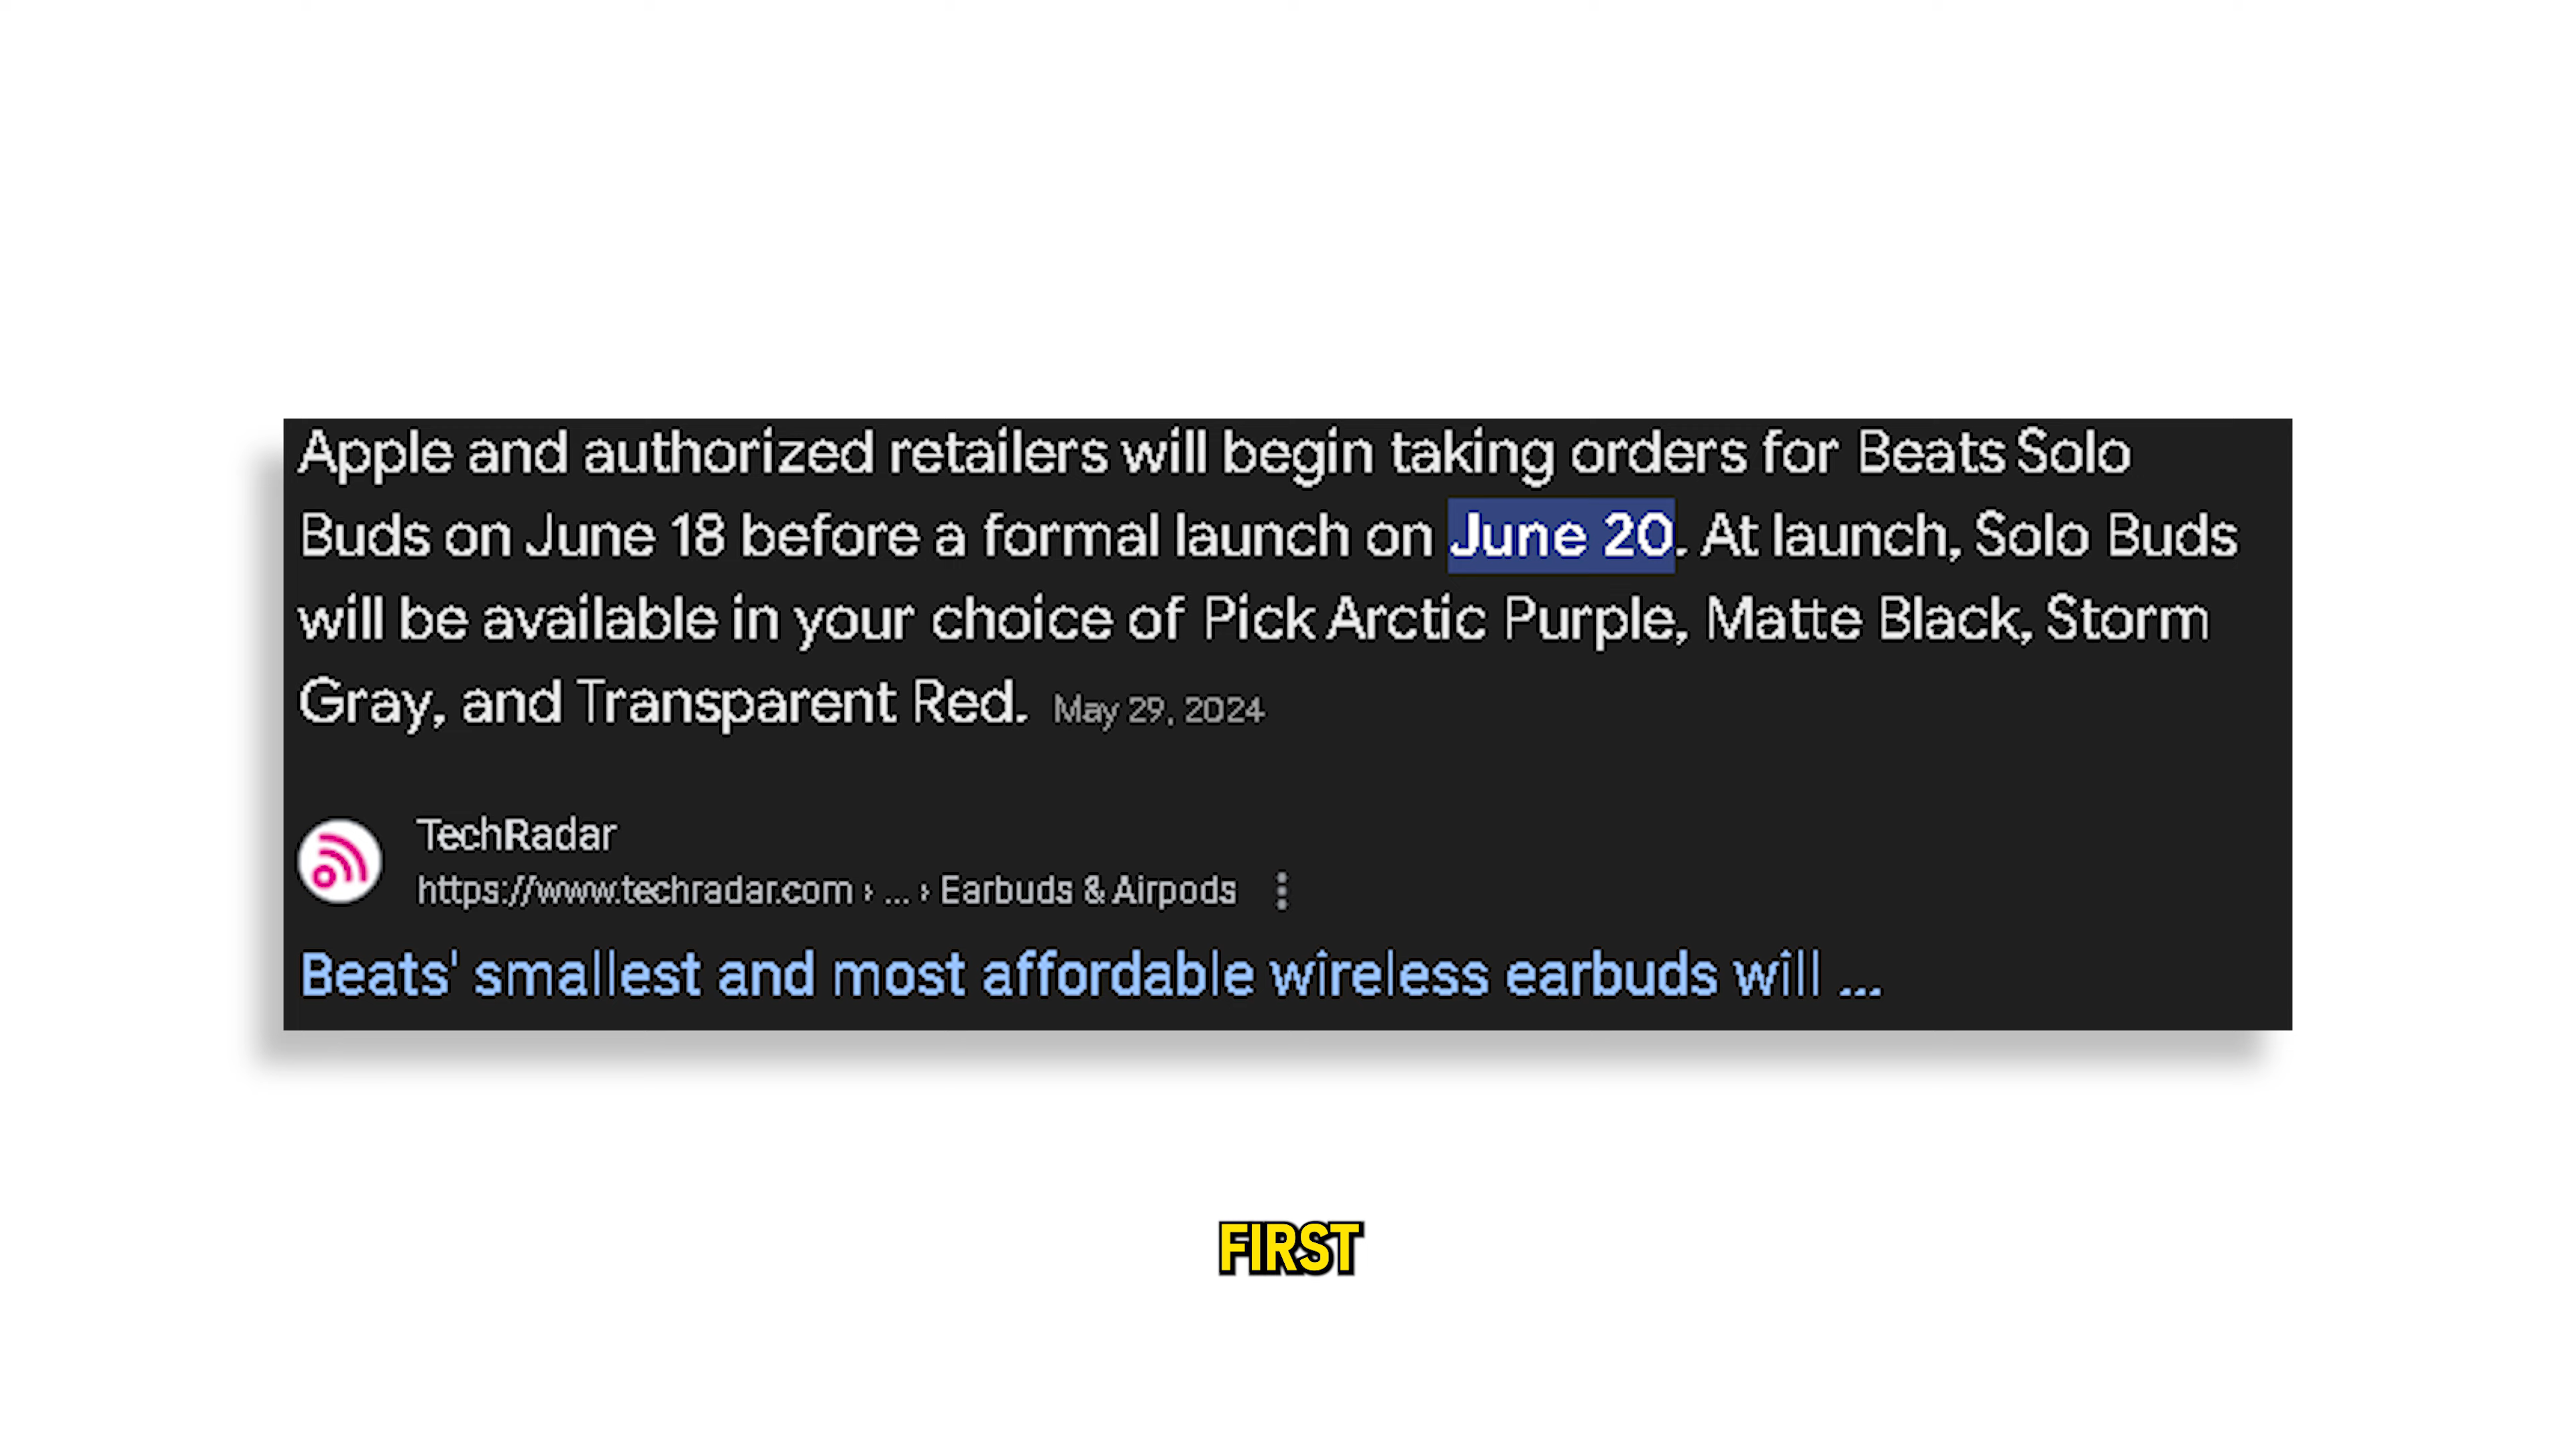 Apple and authorized retailers will begin taking orders for Beats Solo
Buds on June 18 before a formal launch on June 20. At launch, Solo Buds
will be available in your choice of Pick Arctic Purple, Matte Black, Storm
Gray, and Transparent Red. May 29, 2024
TechRadar
https://www.techradar.com › ... › Earbuds & Airpods
Beats' smallest and most affordable wireless earbuds will ...
FIRST